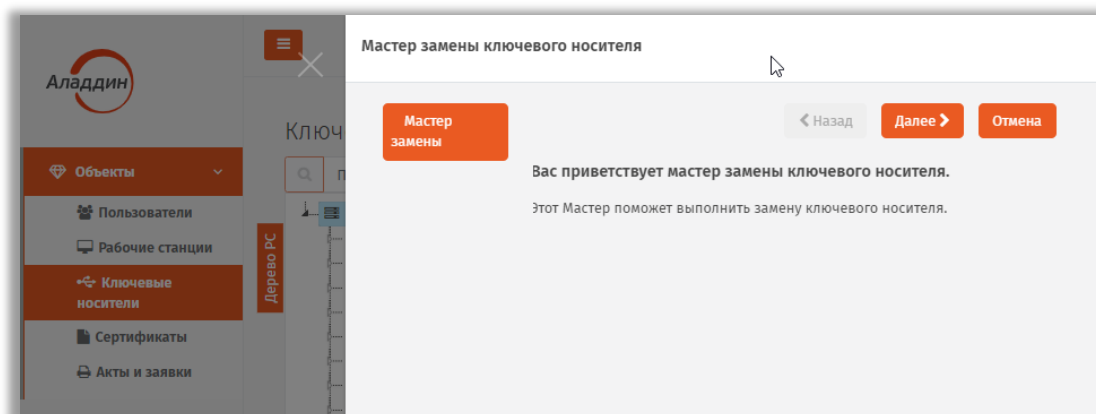 Аладдин
Объекты
Пользователи
Рабочие станции
Ключевые
носители
Сертификаты
Акты и заявки
Ключ
П
Дерево РС
Мастер замены ключевого носителя
Мастер
замены
Назад
Далее
Отмена
Вас приветствует мастер замены ключевого носителя.
Этот Мастер поможет выполнить замену ключевого носителя.